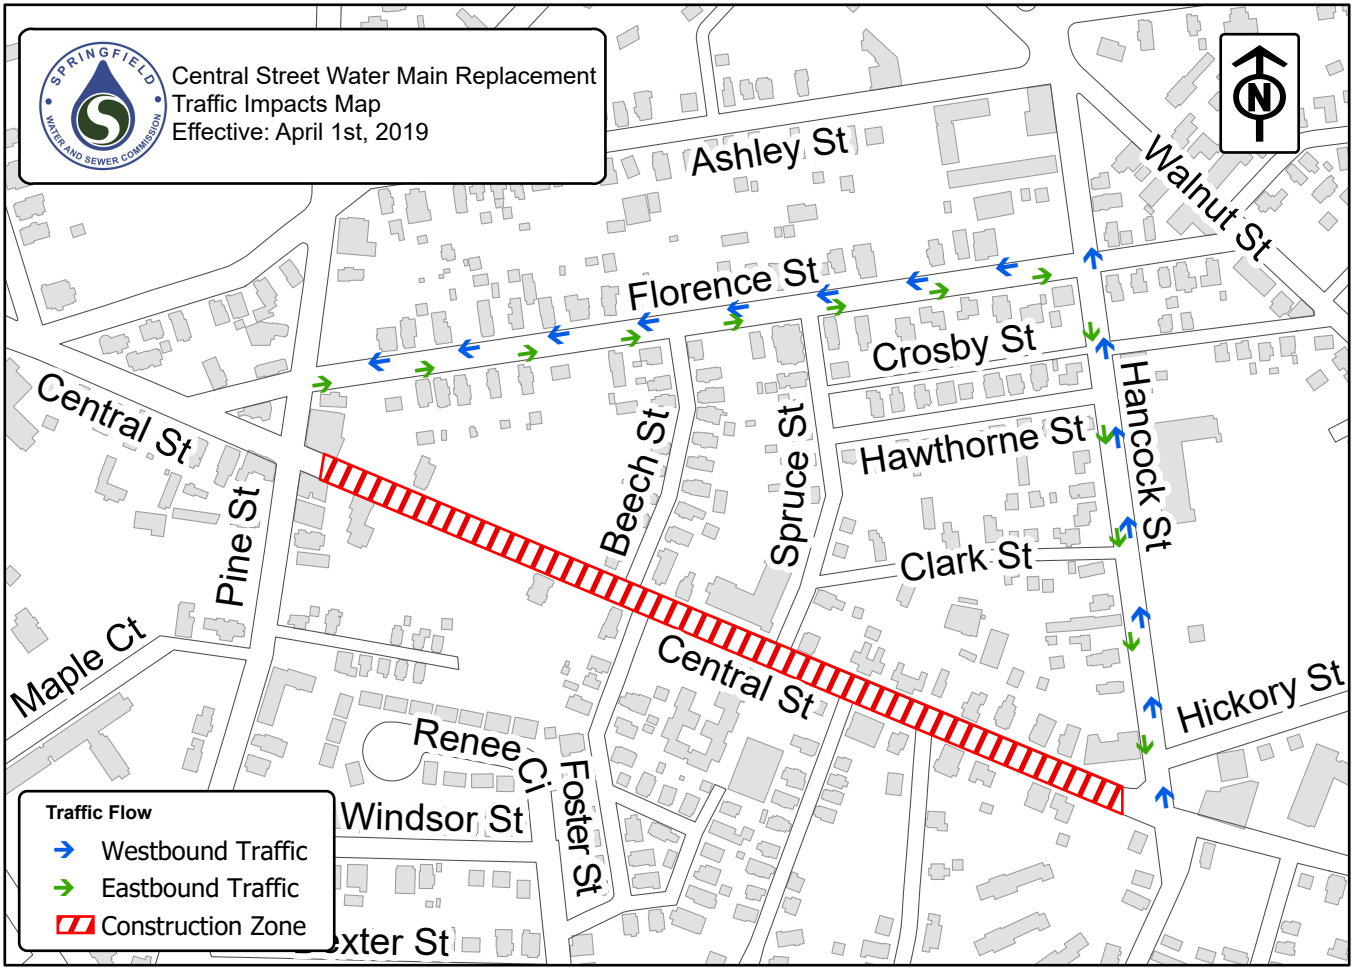 SPRINGFIELD
WATER AND SEWER COMMISSION
S
Central Street Water Main Replacement
Traffic Impacts Map
Effective: April 1st, 2019
N
Ashley St
Walnut St
Florence St
Crosby St
Central St
Hancock St
Beech St
Spruce St
Hawthorne St
Pine St
Clark St
Maple Ct
Central St
Hickory St
Renee Ci
Foster St
Windsor St
exter St
Traffic Flow
Westbound Traffic
Eastbound Traffic
Construction Zone